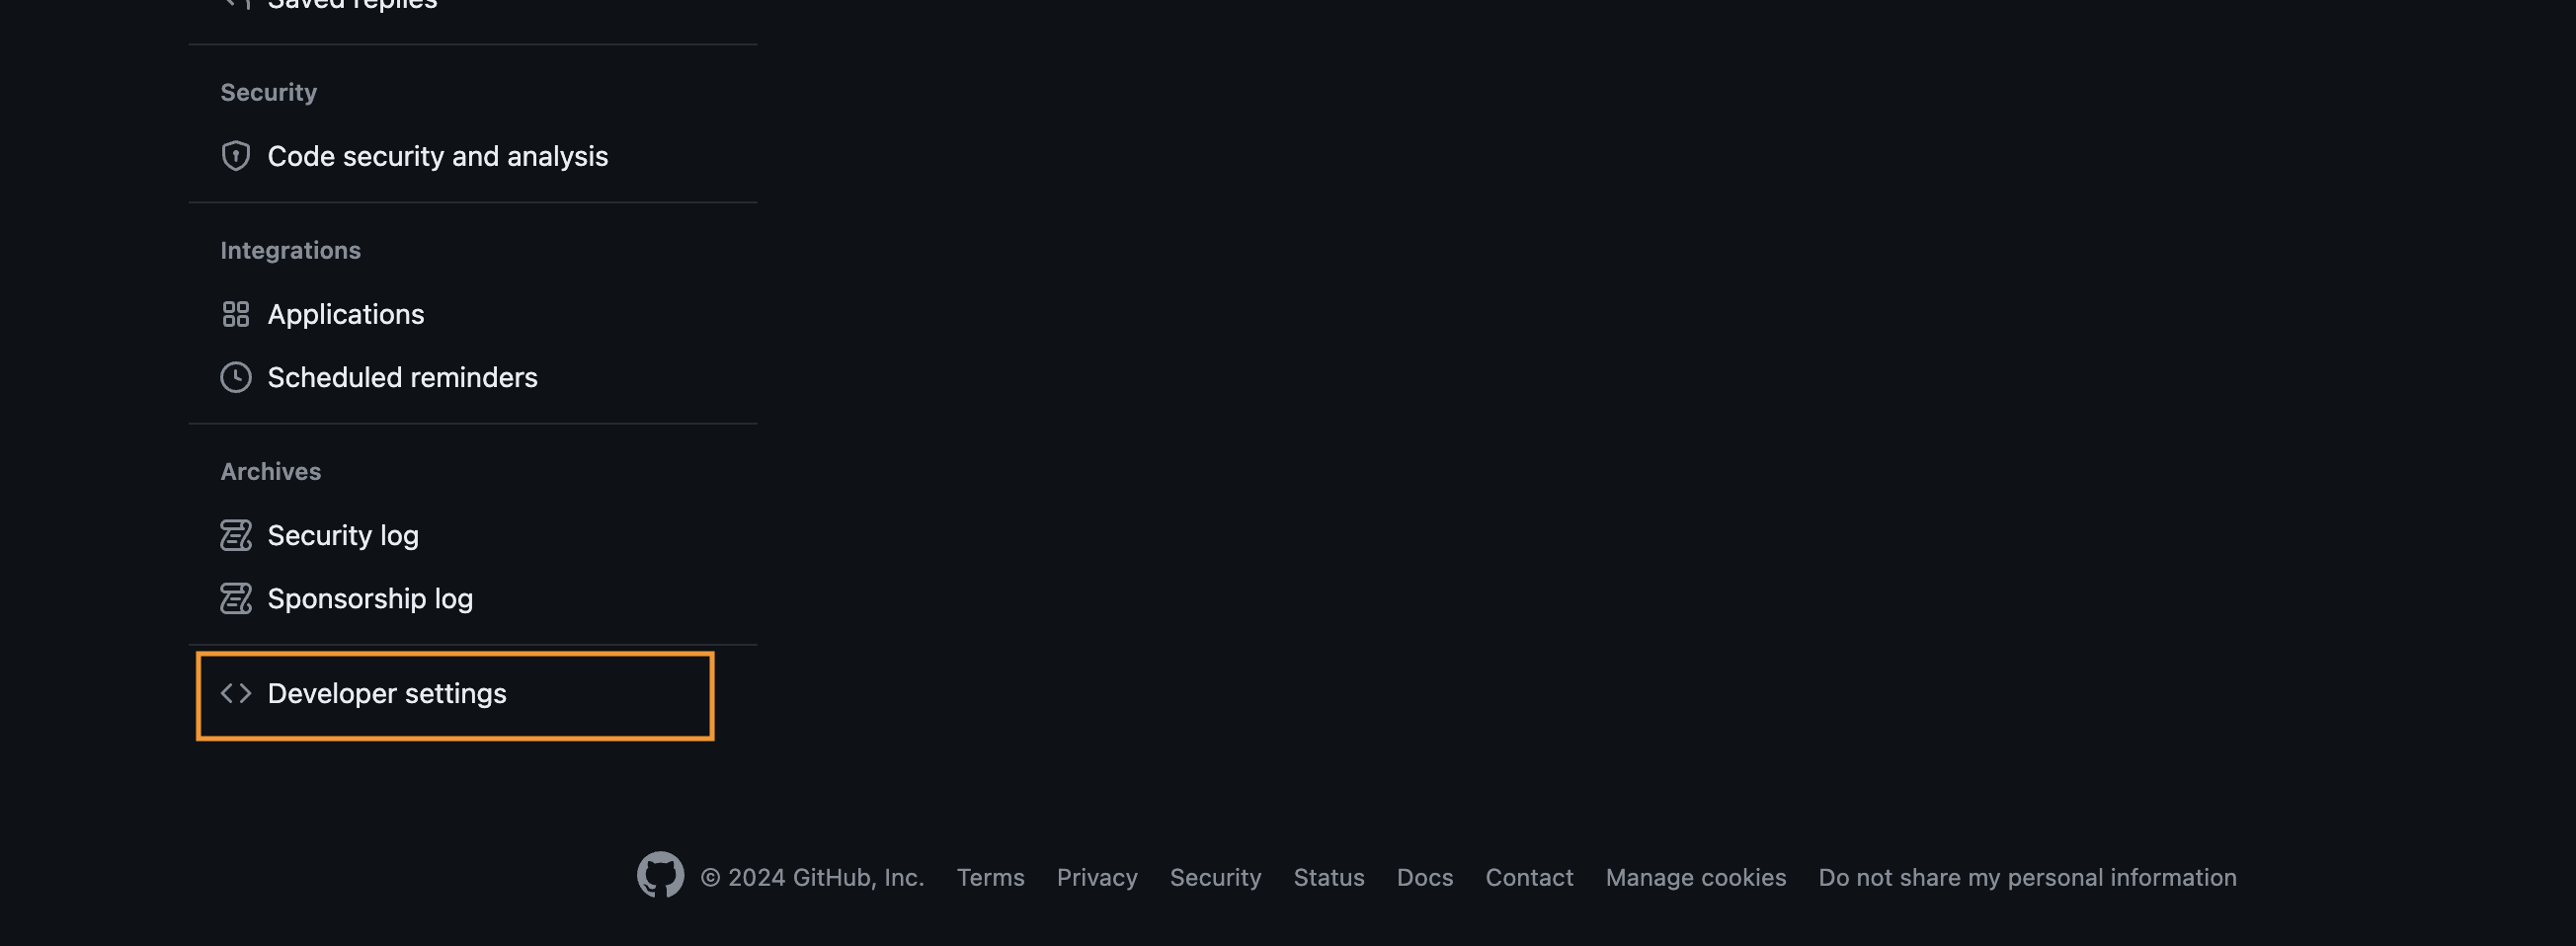 Saved replies
Security
Code security and analysis
Integrations
Applications
Scheduled reminders
Archives
Security log
Sponsorship log
Developer settings
© 2024 GitHub, Inc. Terms Privacy Security Status Docs Contact Manage cookies Do not share my personal information